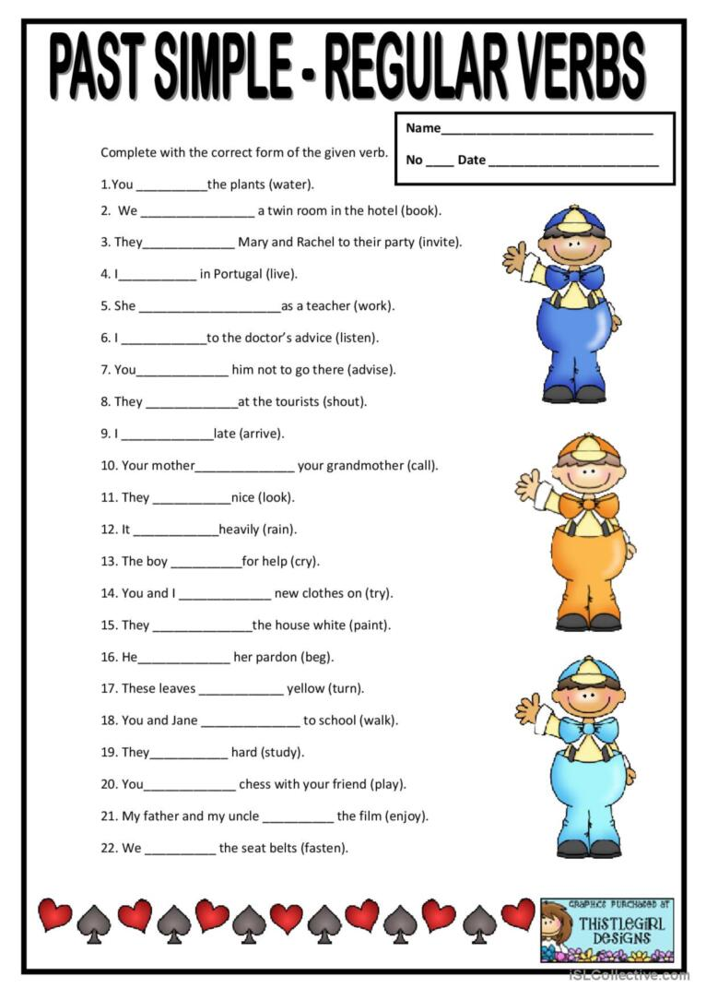 PAST SIMPLE - REGULAR VERBS
Name______________________________
No ____ Date ________________________
Complete with the correct form of the given verb.
1.You __________the plants (water).
2. We ________________ a twin room in the hotel (book).
3. They_____________ Mary and Rachel to their party (invite).
4. I___________ in Portugal (live).
5. She ____________________as a teacher (work).
6. I ____________to the doctor’s advice (listen).
7. You_____________ him not to go there (advise).
8. They _____________at the tourists (shout).
9. I _____________late (arrive).
10. Your mother______________ your grandmother (call).
11. They ___________nice (look).
12. It ____________heavily (rain).
13. The boy __________for help (cry).
14. You and I _____________ new clothes on (try).
15. They ______________the house white (paint).
16. He_____________ her pardon (beg).
17. These leaves ____________ yellow (turn).
18. You and Jane ______________ to school (walk).
19. They___________ hard (study).
20. You_____________ chess with your friend (play).
21. My father and my uncle __________ the film (enjoy).
22. We __________ the seat belts (fasten).
GRAPHICS PURCHASED AT
THISTLEGIRL
DESIGNS
iSLCollective.com